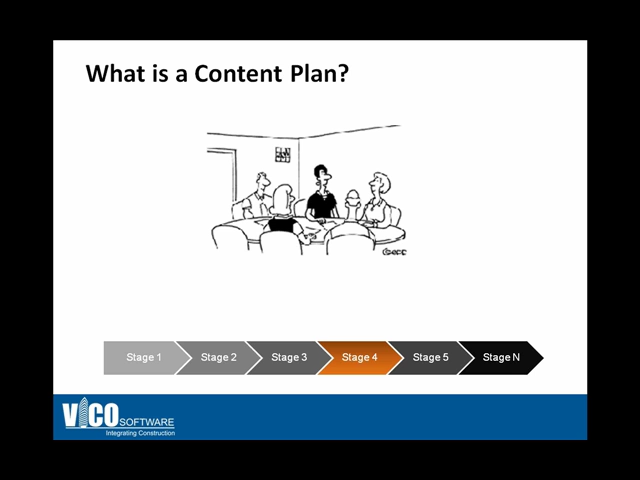 What is a Content Plan?
Stage 1
Stage 2
Stage 3
Stage 4
Stage 5
Stage N
VICO SOFTWARE
Integrating Construction